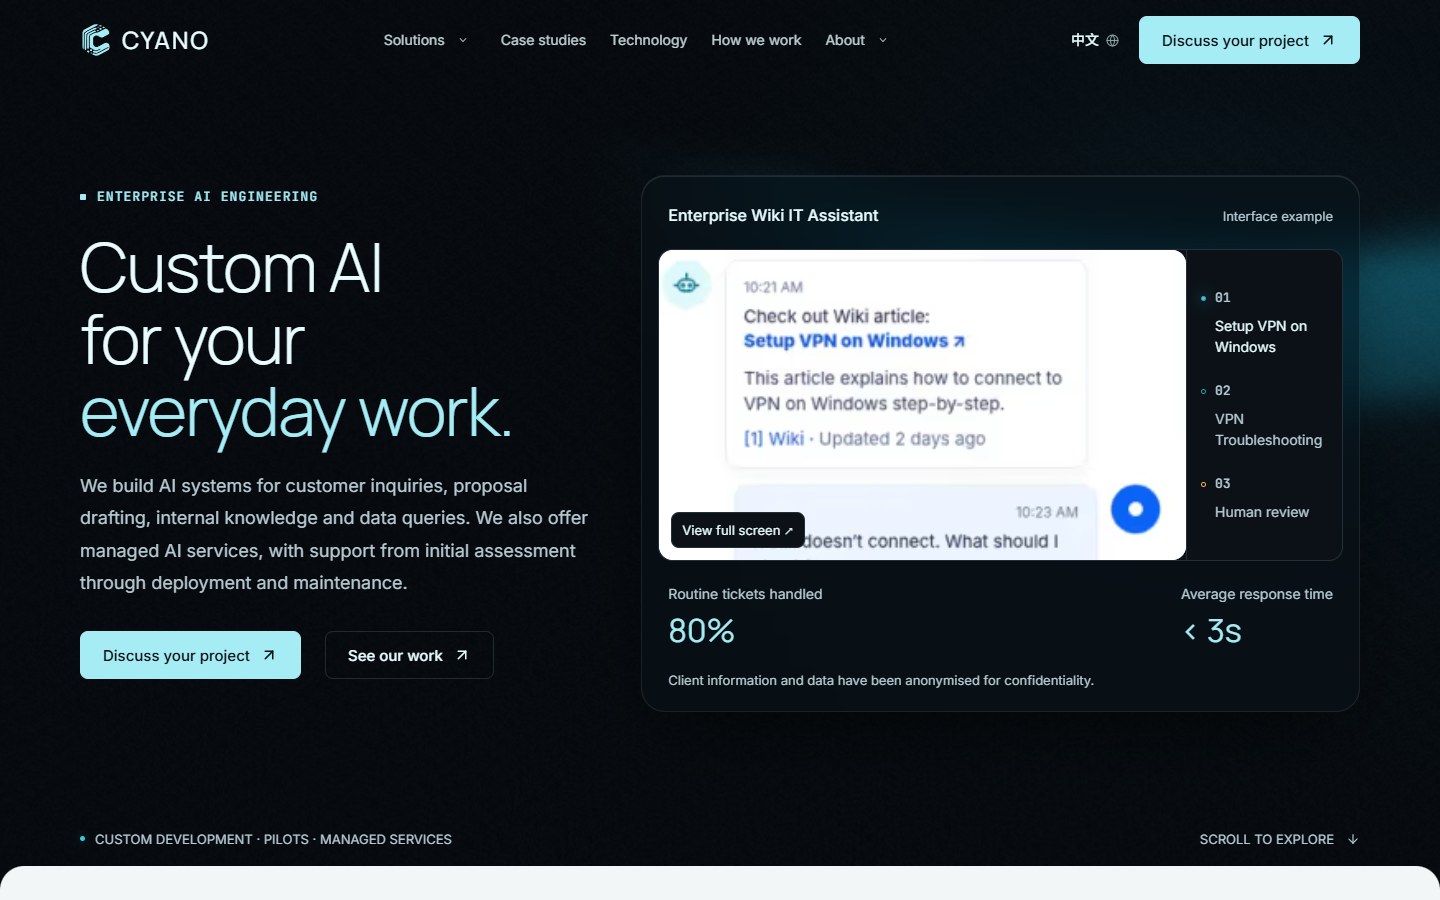 CYANO
Solutions
Case studies
Technology
How we work
About
中文
Discuss your project
ENTERPRISE AI ENGINEERING
Custom AI
for your
everyday work.
We build AI systems for customer inquiries, proposal
drafting, internal knowledge and data queries. We also offer
managed AI services, with support from initial assessment
through deployment and maintenance.
Discuss your project
See our work
Enterprise Wiki IT Assistant
Interface example
10:21 AM
Check out Wiki article:
Setup VPN on Windows ↗
This article explains how to connect to
VPN on Windows step-by-step.
[1] Wiki · Updated 2 days ago
10:23 AM
doesn't connect. What should I
View full screen ↗
01
Setup VPN on
Windows
02
VPN
Troubleshooting
03
Human review
Routine tickets handled
80%
Average response time
< 3s
Client information and data have been anonymised for confidentiality.
CUSTOM DEVELOPMENT · PILOTS · MANAGED SERVICES
SCROLL TO EXPLORE ↓